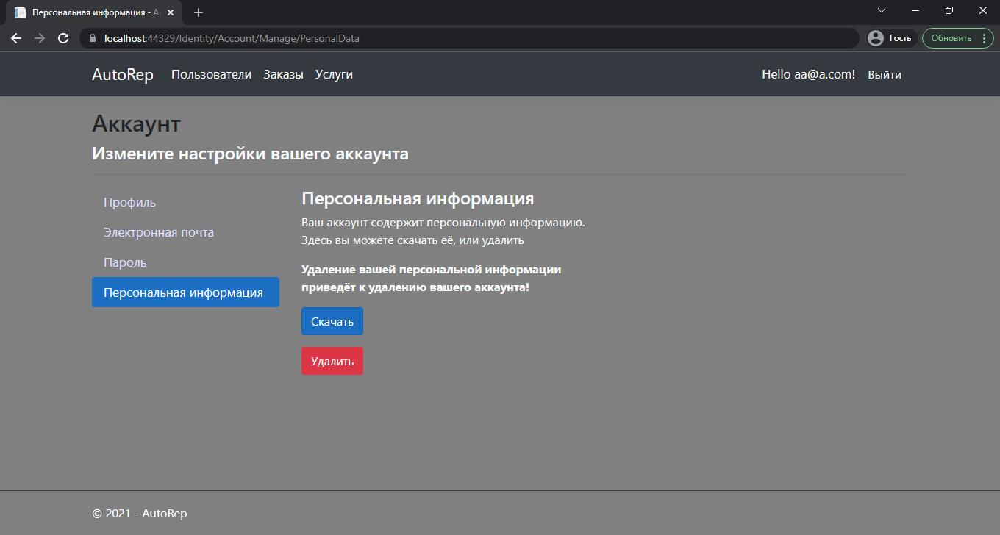 Персональная информация - A
localhost:44329/Identity/Account/Manage/PersonalData
Гость
Обновить
AutoRep Пользователи Заказы Услуги Hello aa@a.com! Выйти
Аккаунт
Измените настройки вашего аккаунта
Профиль
Электронная почта
Пароль
Персональная информация
Персональная информация
Ваш аккаунт содержит персональную информацию.
Здесь вы можете скачать её, или удалить
Удаление вашей персональной информации
приведёт к удалению вашего аккаунта!
Скачать
Удалить
© 2021 - AutoRep